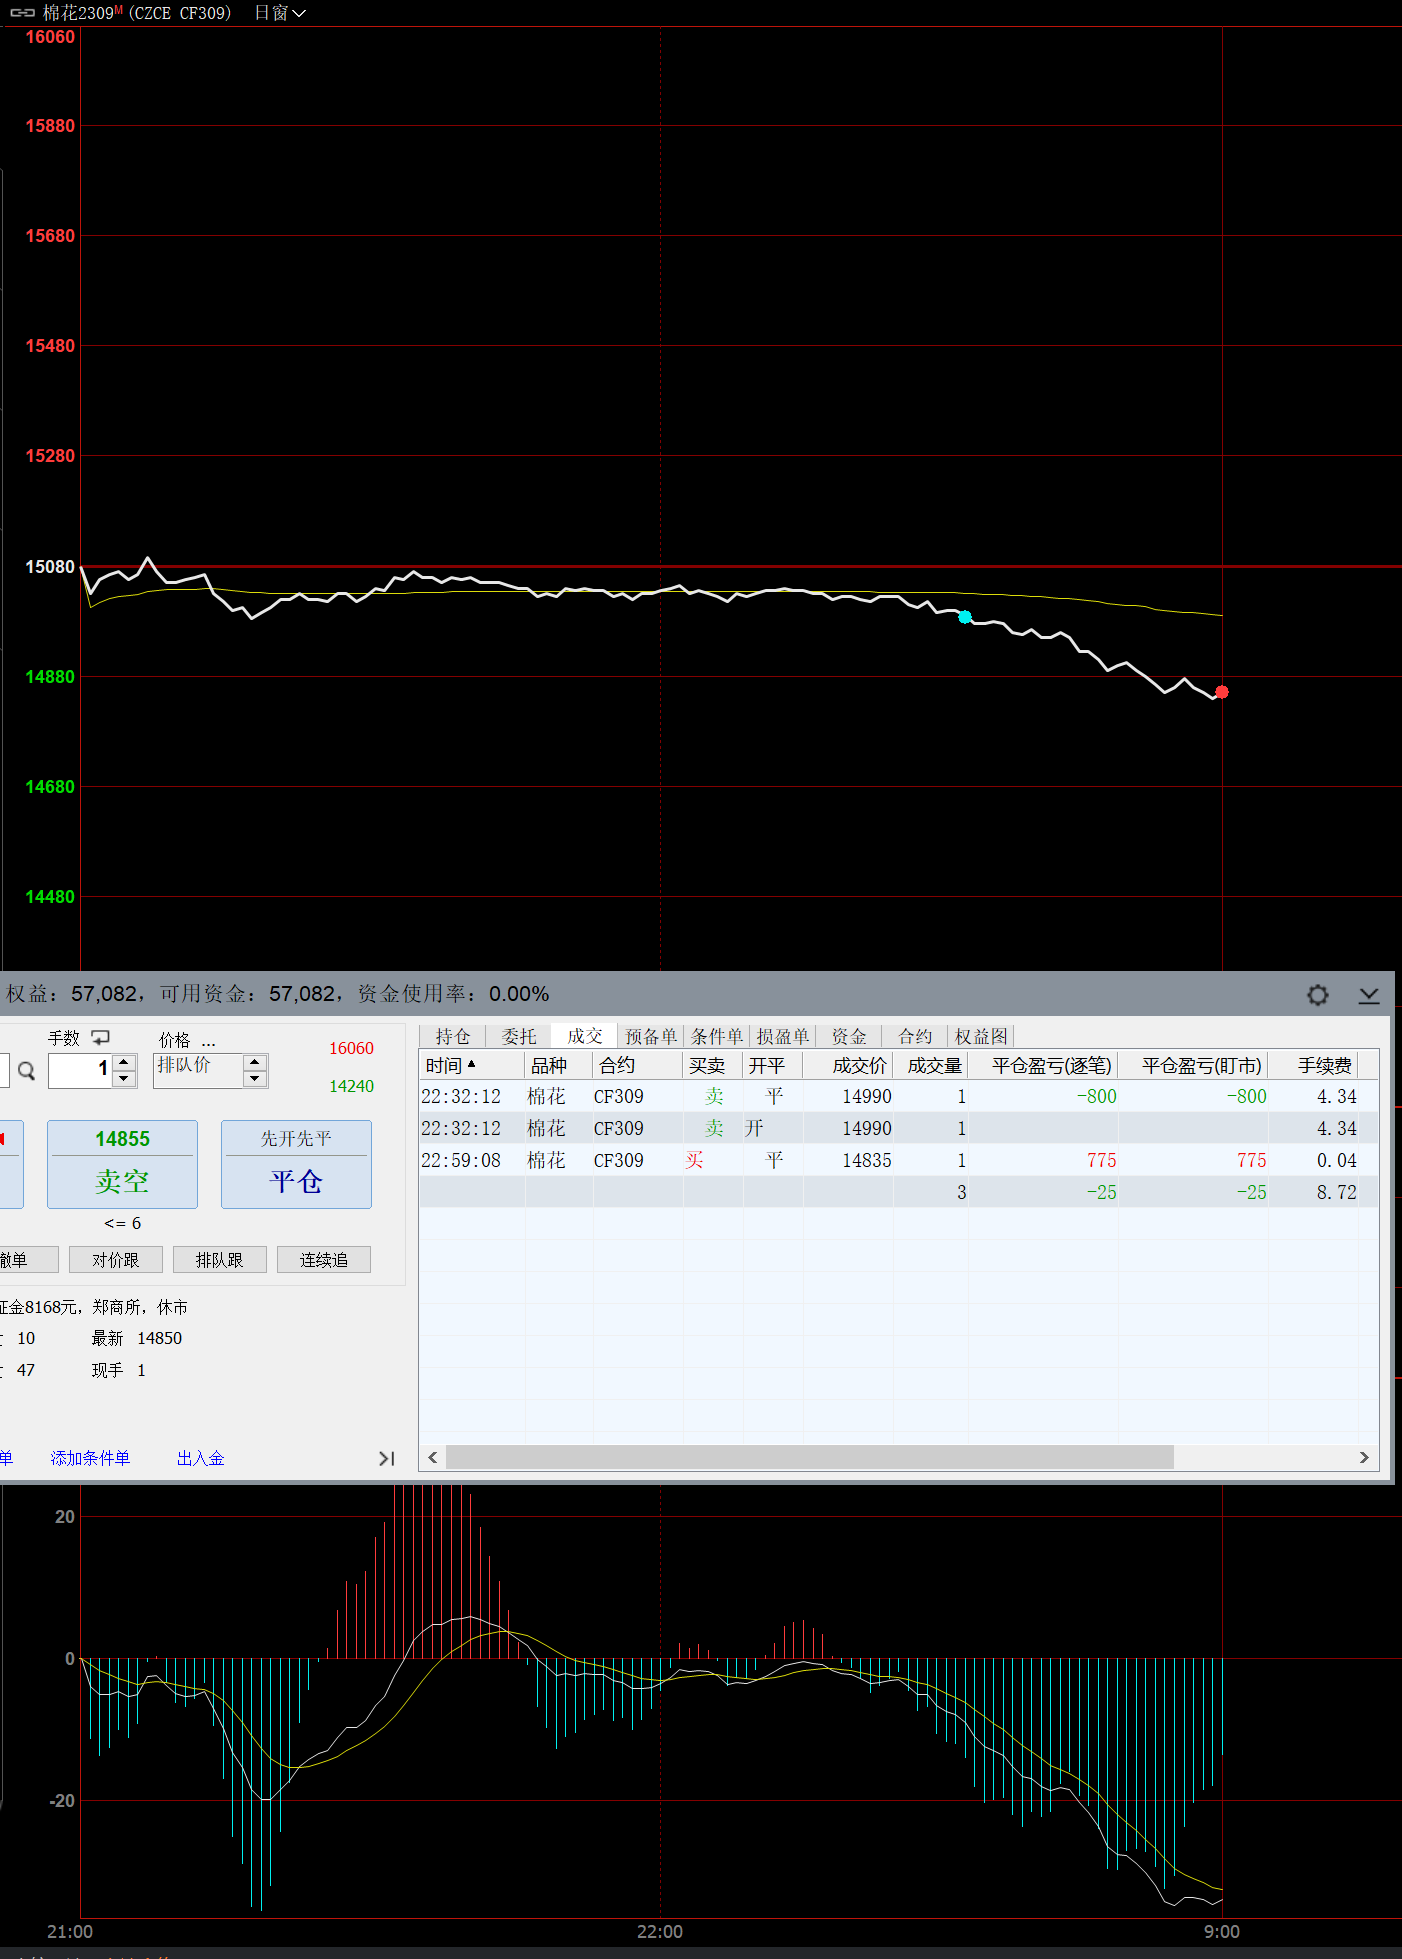 棉花2309M (CZCE CF309) 日窗
16060
15880
15680
15480
15280
15080
14880
14680
14480
权益：57,082，可用资金：57,082，资金使用率：0.00%
手数 价格 ...
1 排队价
16060
14240
14855
卖空
先开先平
平仓
<= 6
撤单 对价跟 排队跟 连续追
证金8168元，郑商所，休市
10 最新 14850
47 现手 1
单 添加条件单 出入金
持仓 委托 成交 预备单 条件单 损盈单 资金 合约 权益图
时间 品种 合约 买卖 开平 成交价 成交量 平仓盈亏(逐笔) 平仓盈亏(盯市) 手续费
22:32:12 棉花 CF309 卖 平 14990 1 -800 -800 4.34
22:32:12 棉花 CF309 卖 开 14990 1 4.34
22:59:08 棉花 CF309 买 平 14835 1 775 775 0.04
3 -25 -25 8.72
20
0
-20
21:00 22:00 9:00